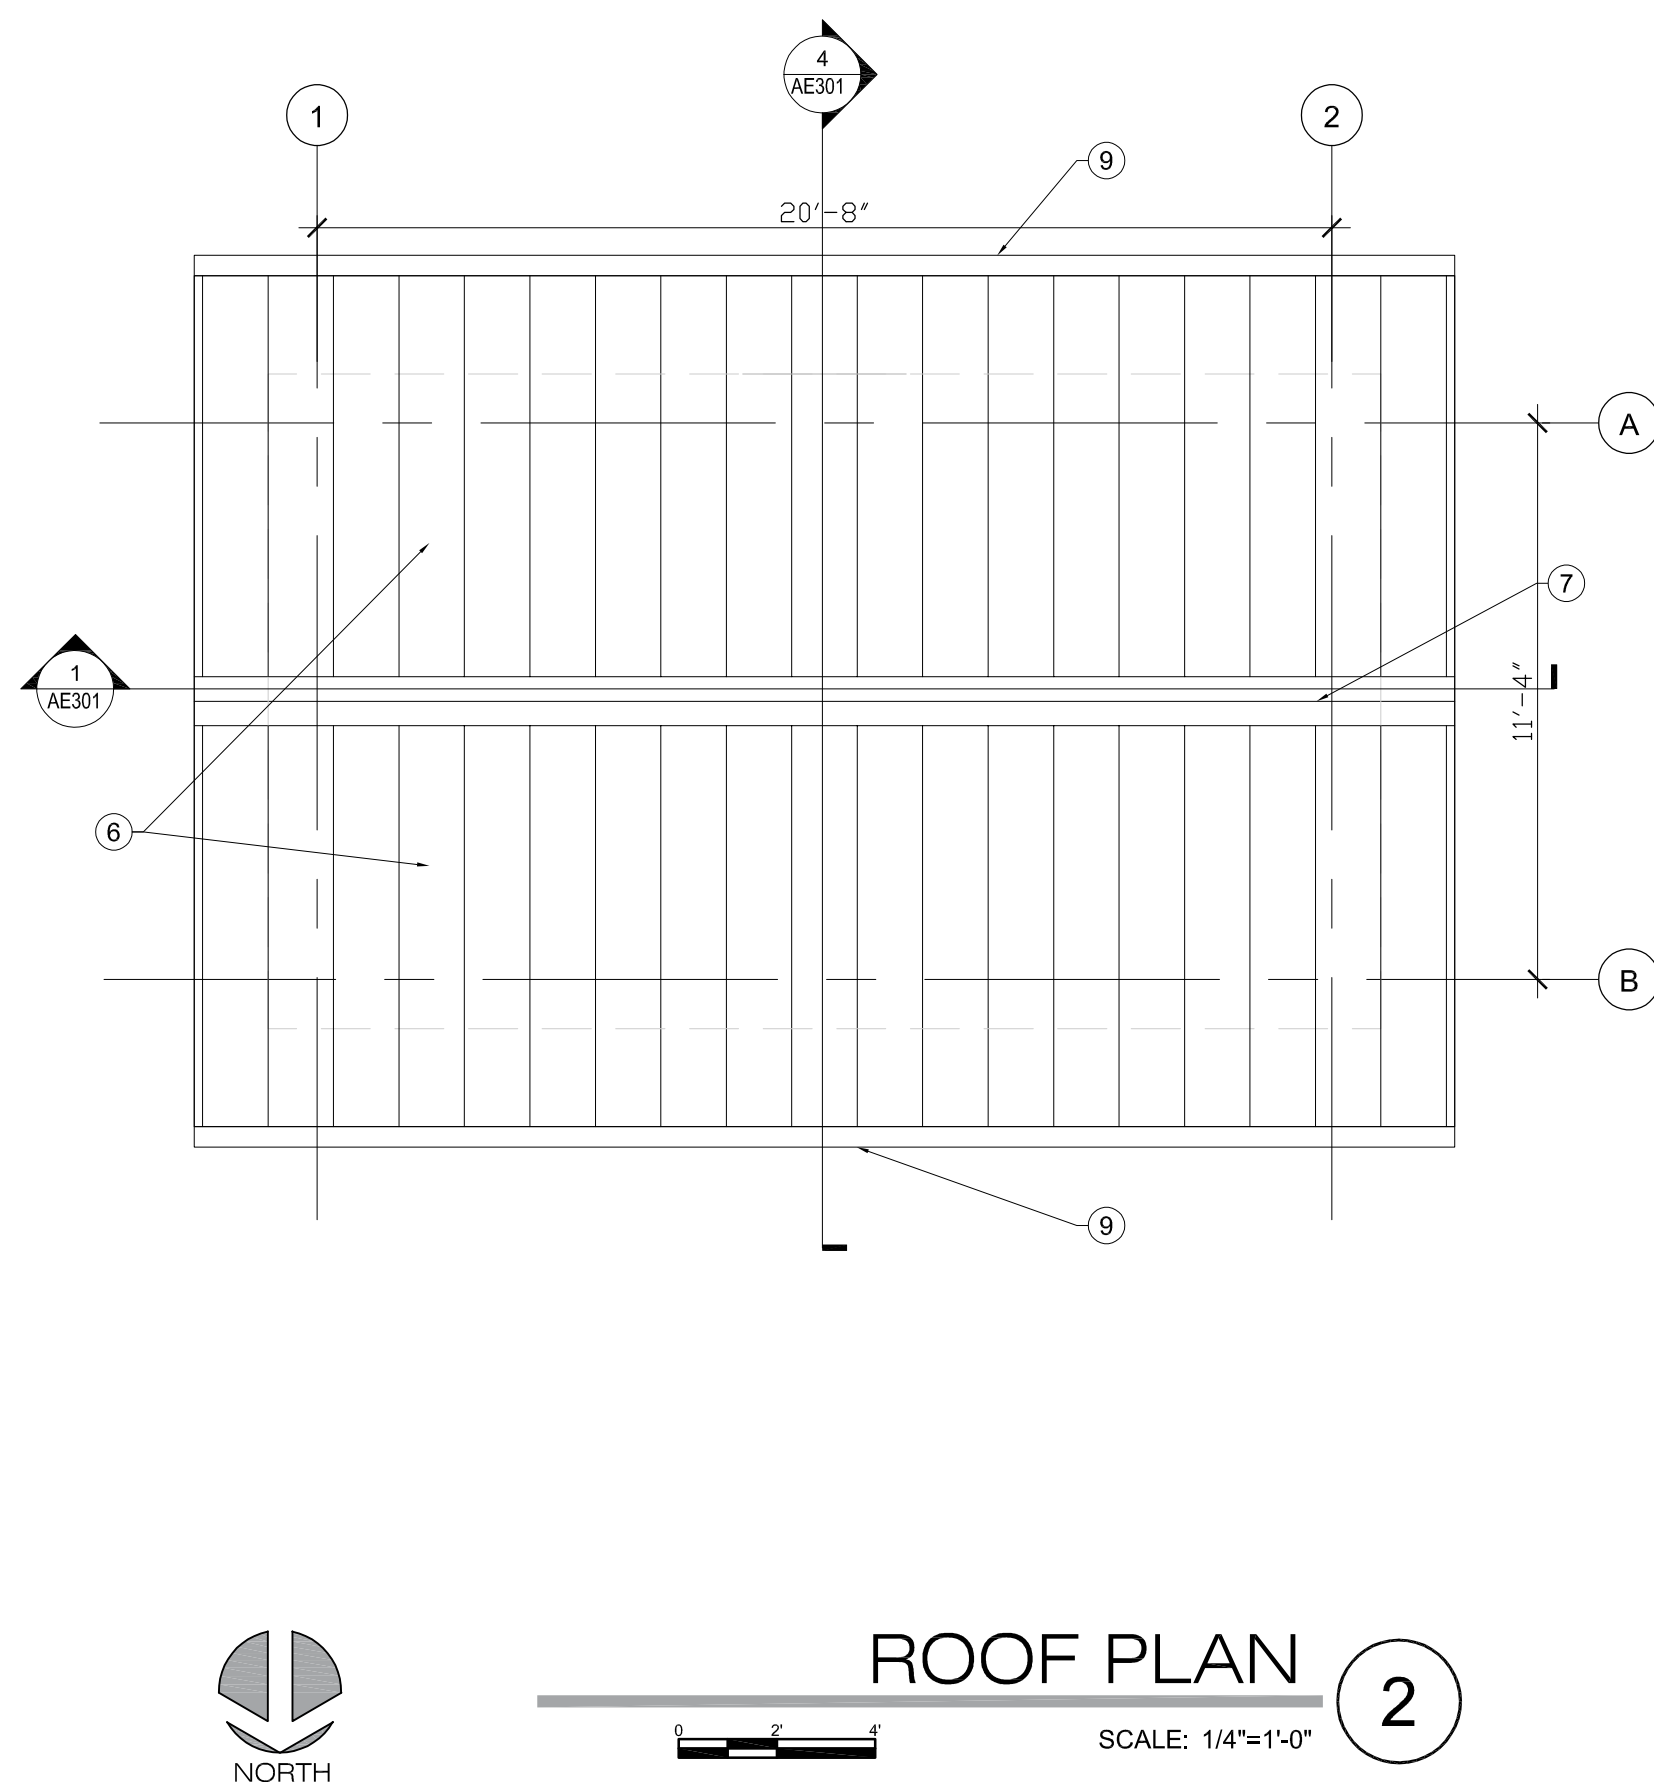 4
AE301
1
2
9
20'-8"
A
7
1
AE301
11'-4"
6
B
9
ROOF PLAN
2
0 2' 4'
SCALE: 1/4"=1'-0"
NORTH